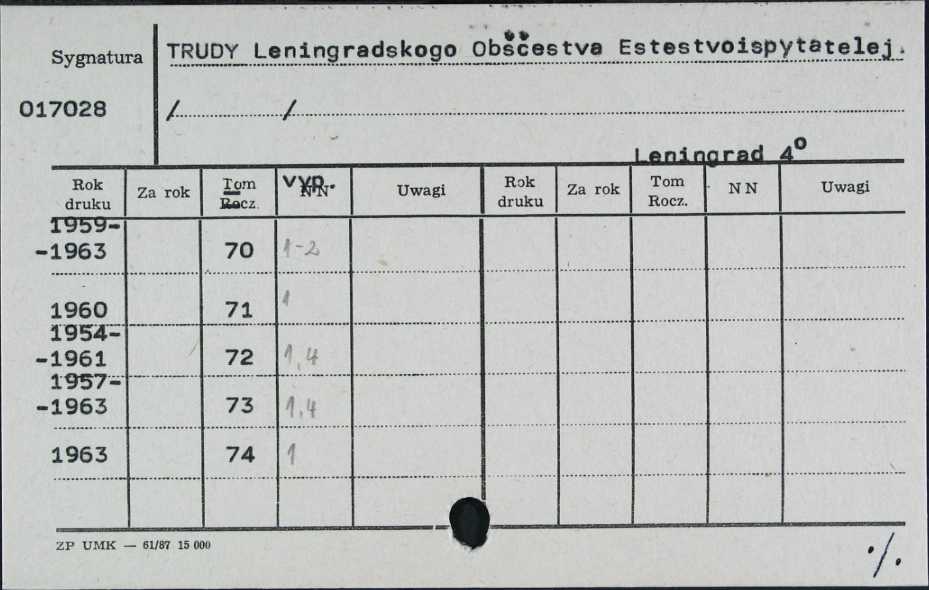 Sygnatura TRUDY Leningradskogo Obščestva Estestvoispytatelej.
017028 / /
Leningrad 4º
Rok druku Za rok Tom Rocz. vyp. NN Uwagi Rok druku Za rok Tom Rocz. NN Uwagi
1959-
-1963 70 1-2
1960 71 1
1954-
-1961 72 1,4
1957-
-1963 73 1,4
1963 74 1
ZP UMK — 61/87 15 000
·/.